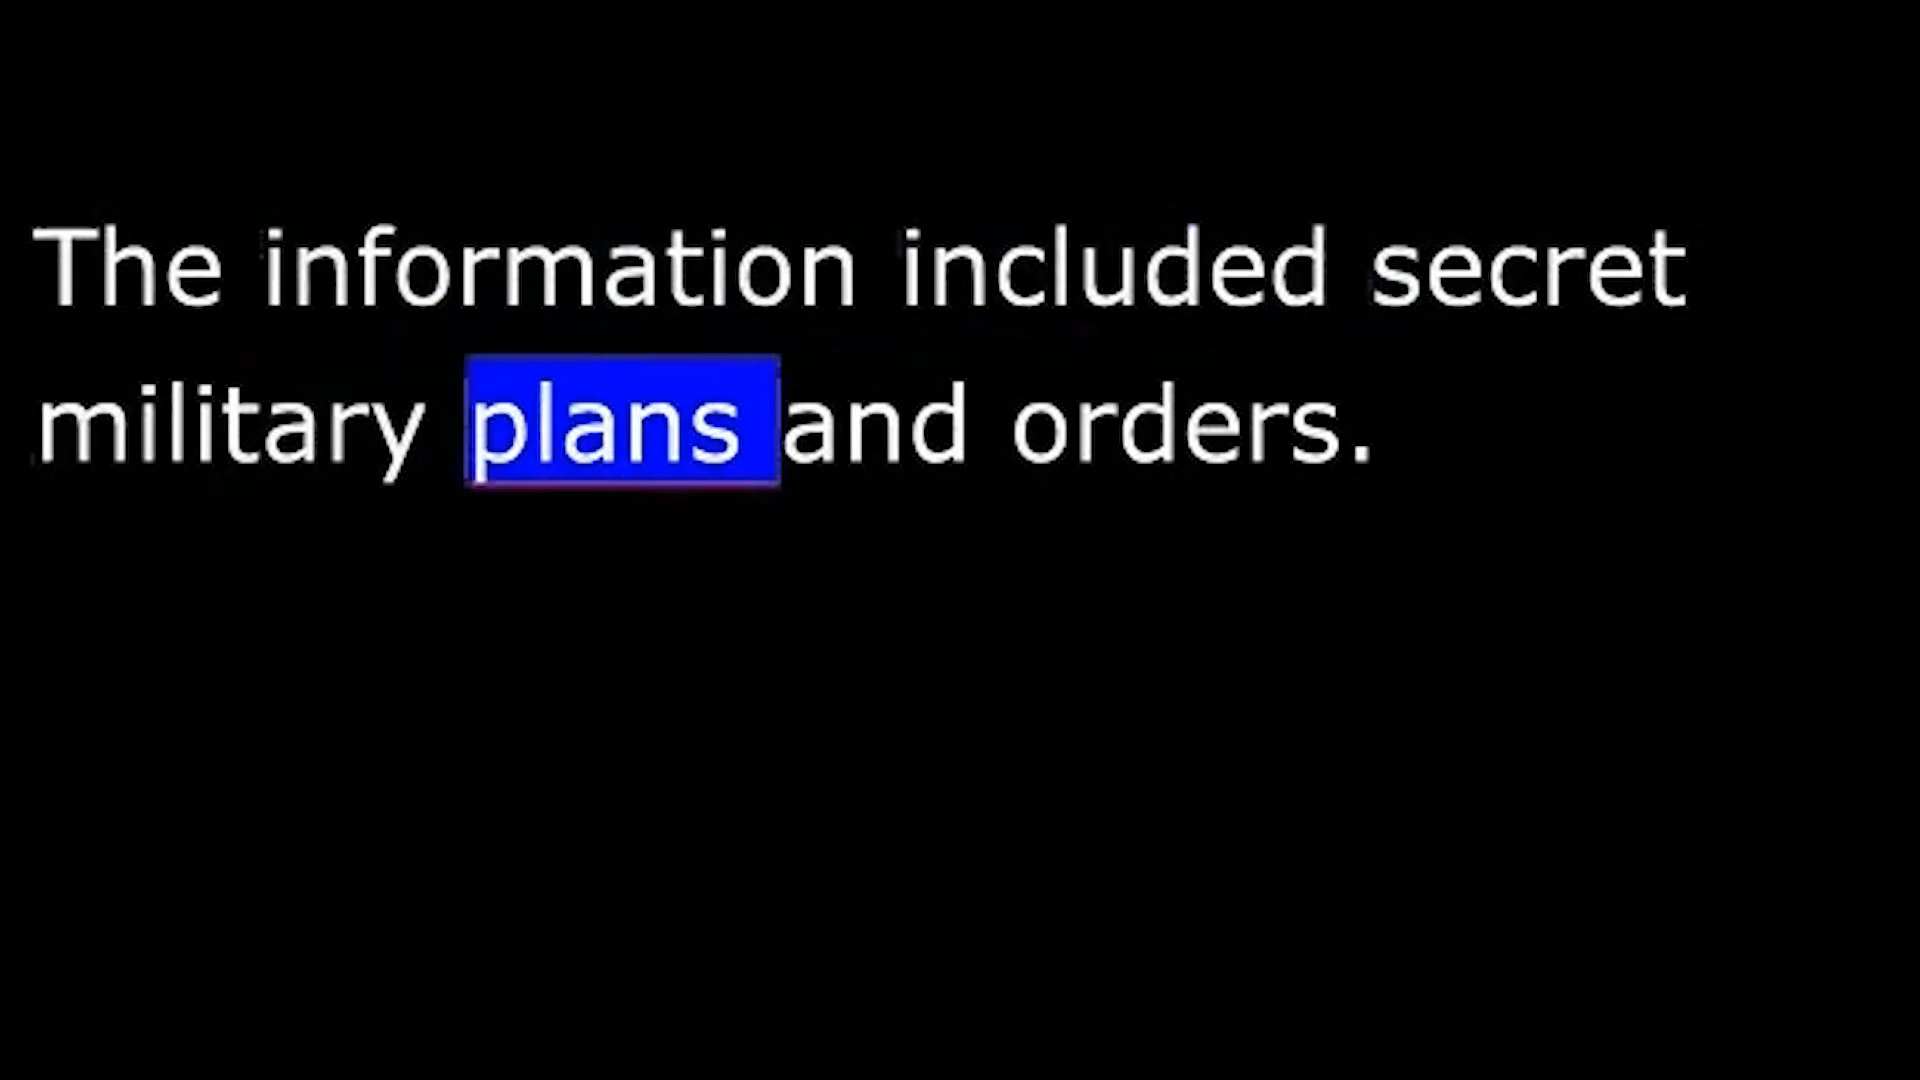 The information included secret
military plans and orders.